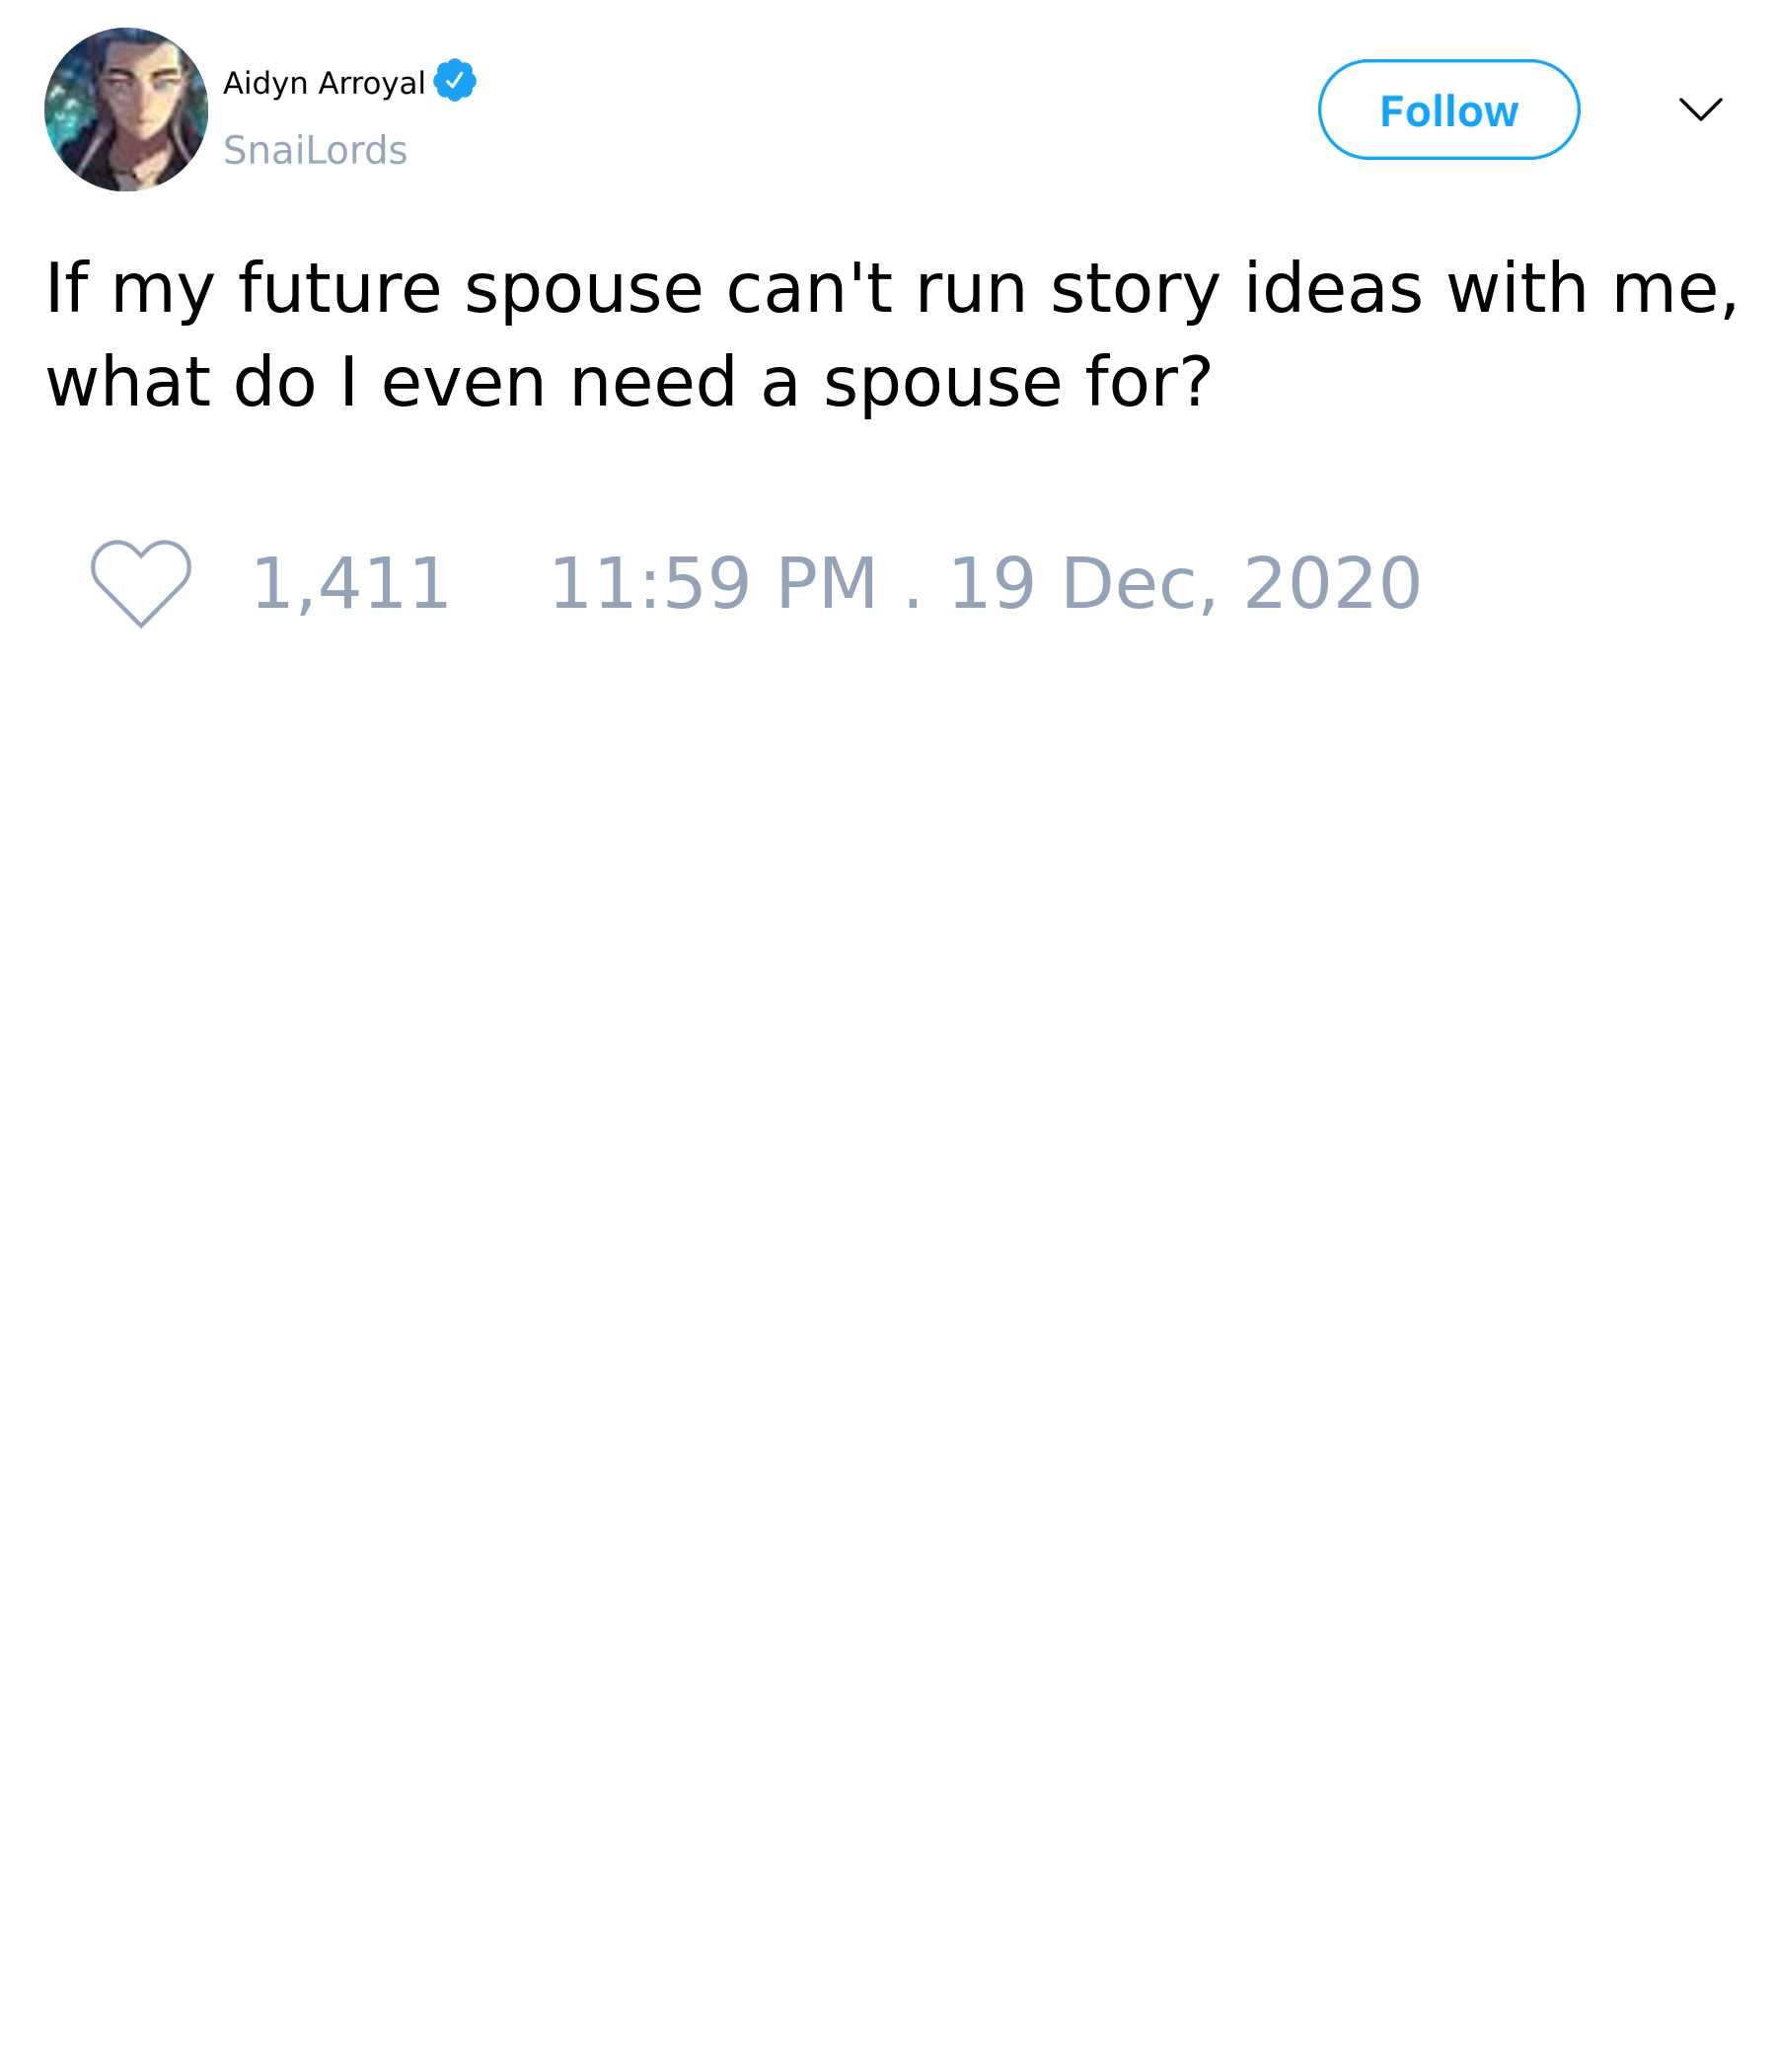 Aidyn Arroyal
SnaiLords
Follow
If my future spouse can't run story ideas with me,
what do I even need a spouse for?
1,411 11:59 PM . 19 Dec, 2020